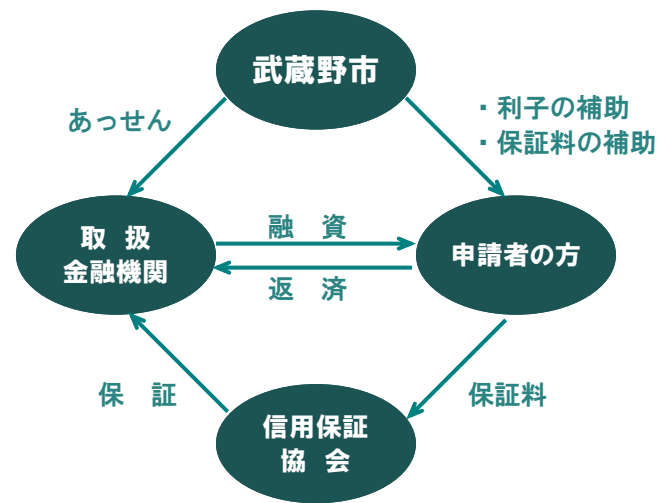 武蔵野市
あっせん
・利子の補助
・保証料の補助
取 扱
金融機関
融 資
返 済
申請者の方
保 証
保証料
信用保証
協 会